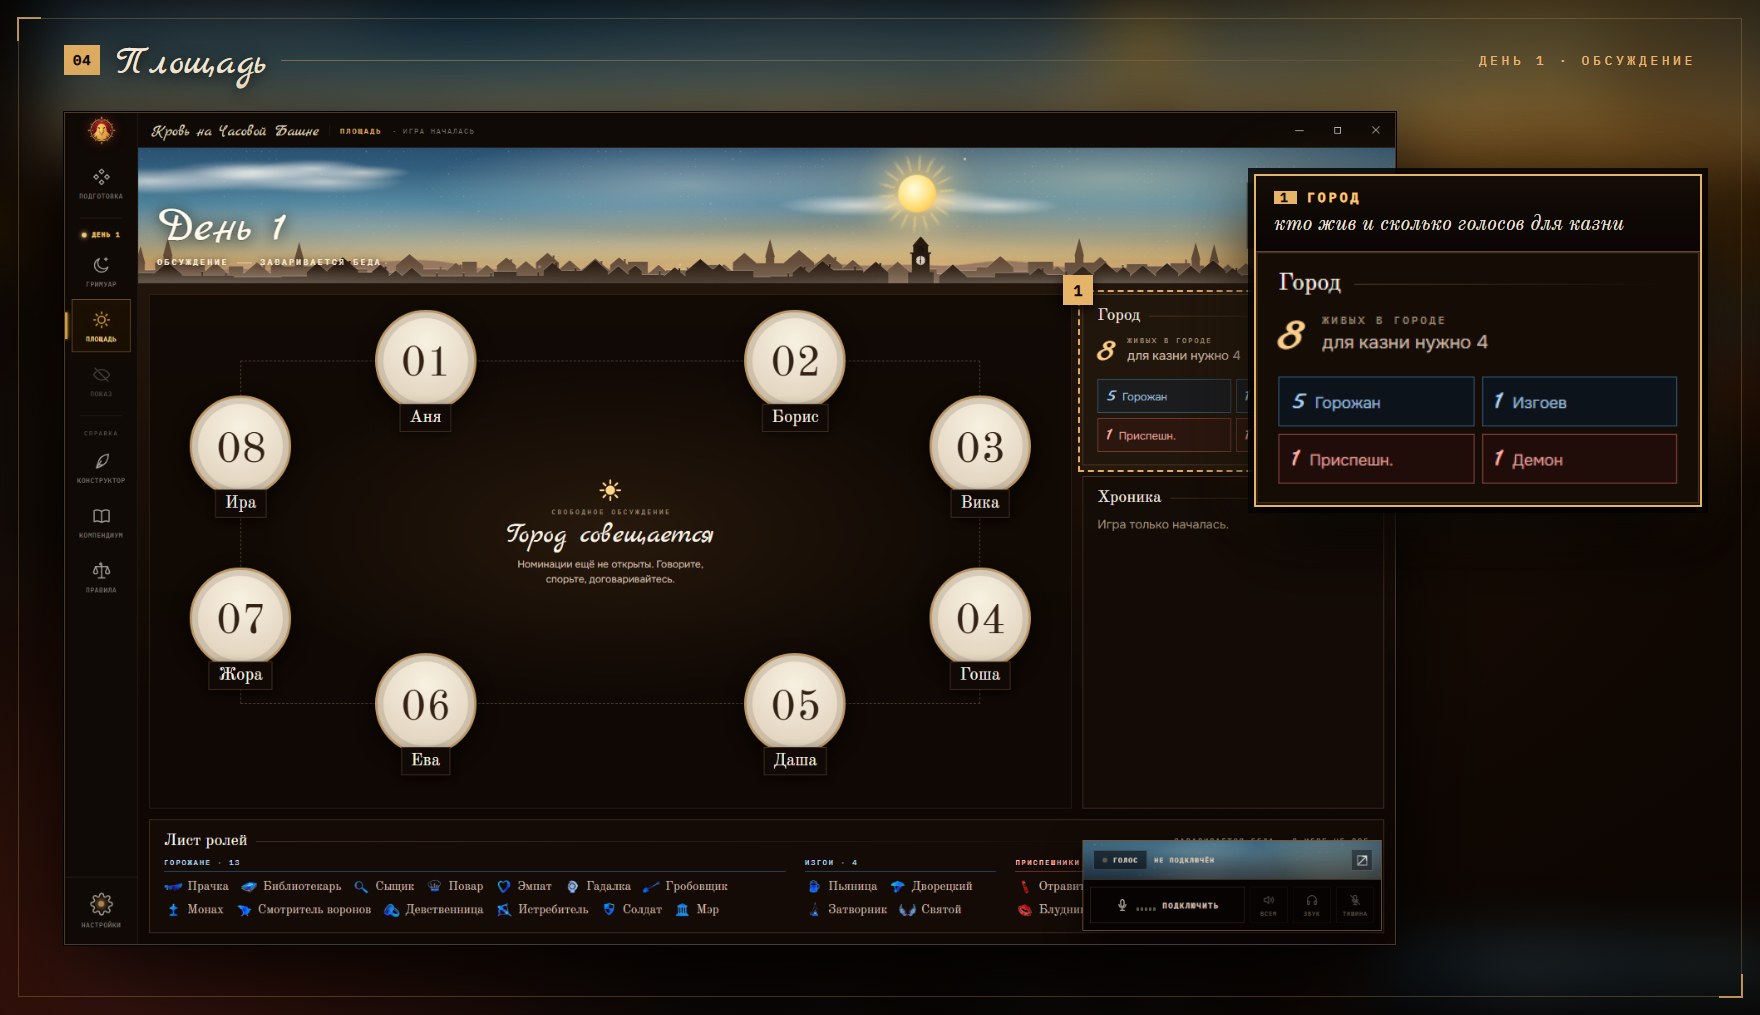 04 Площадь
ДЕНЬ 1 · ОБСУЖДЕНИЕ
Кровь на Часовой Башне
ПЛОЩАДЬ · ИГРА НАЧАЛАСЬ
ПОДГОТОВКА
ДЕНЬ 1
ГРИМУАР
ПЛОЩАДЬ
ПОКАЗ
СПРАВКА
КОНСТРУКТОР
КОМПЕНДИУМ
ПРАВИЛА
НАСТРОЙКИ
День 1
ОБСУЖДЕНИЕ — ЗАВАРИВАЕТСЯ БЕДА
01
Аня
02
Борис
03
Вика
04
Гоша
05
Даша
06
Ева
07
Жора
08
Ира
СВОБОДНОЕ ОБСУЖДЕНИЕ
Город совещается
Номинации ещё не открыты. Говорите,
спорьте, договаривайтесь.
1
Город
8 ЖИВЫХ В ГОРОДЕ
для казни нужно 4
5 Горожан
1 Приспешн.
Хроника
Игра только началась.
1 ГОРОД
кто жив и сколько голосов для казни
Город
8 ЖИВЫХ В ГОРОДЕ
для казни нужно 4
5 Горожан
1 Изгоев
1 Приспешн.
1 Демон
Лист ролей
ГОРОЖАНЕ · 13
Прачка Библиотекарь Сыщик Повар Эмпат Гадалка Гробовщик
Монах Смотритель воронов Девственница Истребитель Солдат Мэр
ИЗГОИ · 4
Пьяница Дворецкий
Затворник Святой
ПРИСПЕШНИКИ
ГОЛОС НЕ ПОДКЛЮЧЁН
ПОДКЛЮЧИТЬ
ВСЕМ
ЗВУК
ТИШИНА